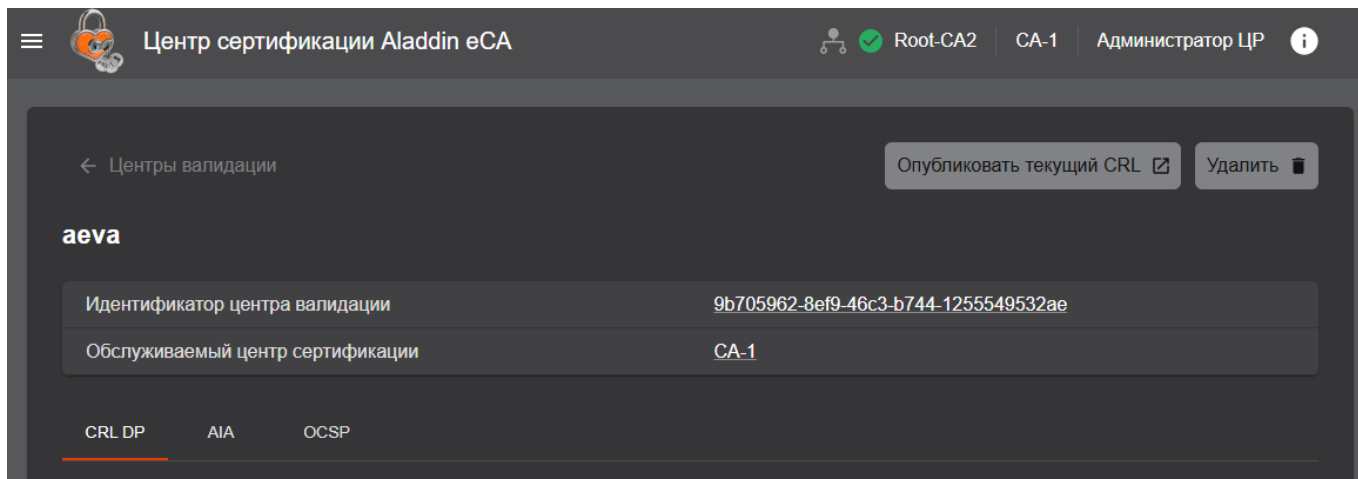 Центр сертификации Aladdin eCA
Root-CA2 CA-1 Администратор ЦР i
← Центры валидации
Опубликовать текущий CRL Удалить
aeva
Идентификатор центра валидации 9b705962-8ef9-46c3-b744-1255549532ae
Обслуживаемый центр сертификации CA-1
CRL DP AIA OCSP